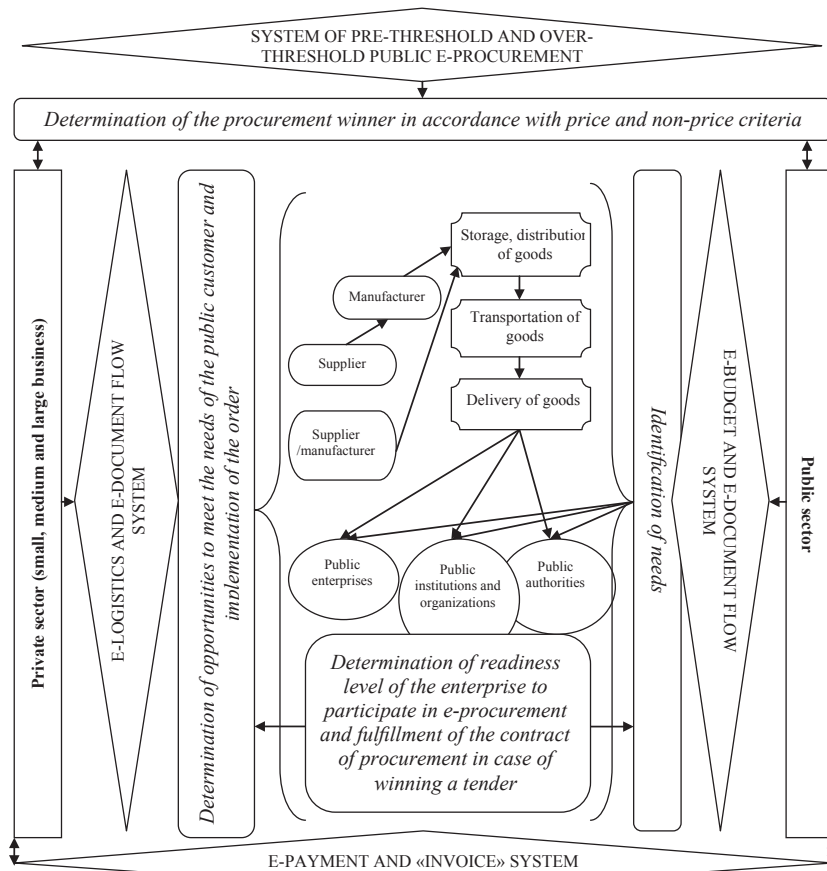 SYSTEM OF PRE-THRESHOLD AND OVER-
THRESHOLD PUBLIC E-PROCUREMENT
Determination of the procurement winner in accordance with price and non-price criteria
Private sector (small, medium and large business)
E-LOGISTICS AND E-DOCUMENT FLOW
SYSTEM
Determination of opportunities to meet the needs of the public customer and
implementation of the order
Storage, distribution
of goods
Manufacturer
Transportation of
goods
Supplier
Delivery of goods
Supplier
/manufacturer
Public
enterprises
Public
institutions and
organizations
Public
authorities
Determination of readiness
level of the enterprise to
participate in e-procurement
and fulfillment of the contract
of procurement in case of
winning a tender
Identification of needs
E-BUDGET AND E-DOCUMENT FLOW
SYSTEM
Public sector
E-PAYMENT AND «INVOICE» SYSTEM